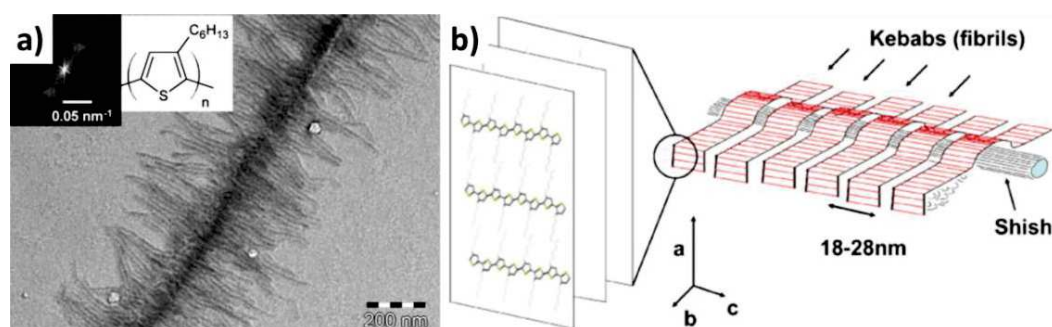 a)
C₆H₁₃
S
n
0.05 nm⁻¹
200 nm
b)
Kebabs (fibrils)
Shish
18-28nm
a
b
c